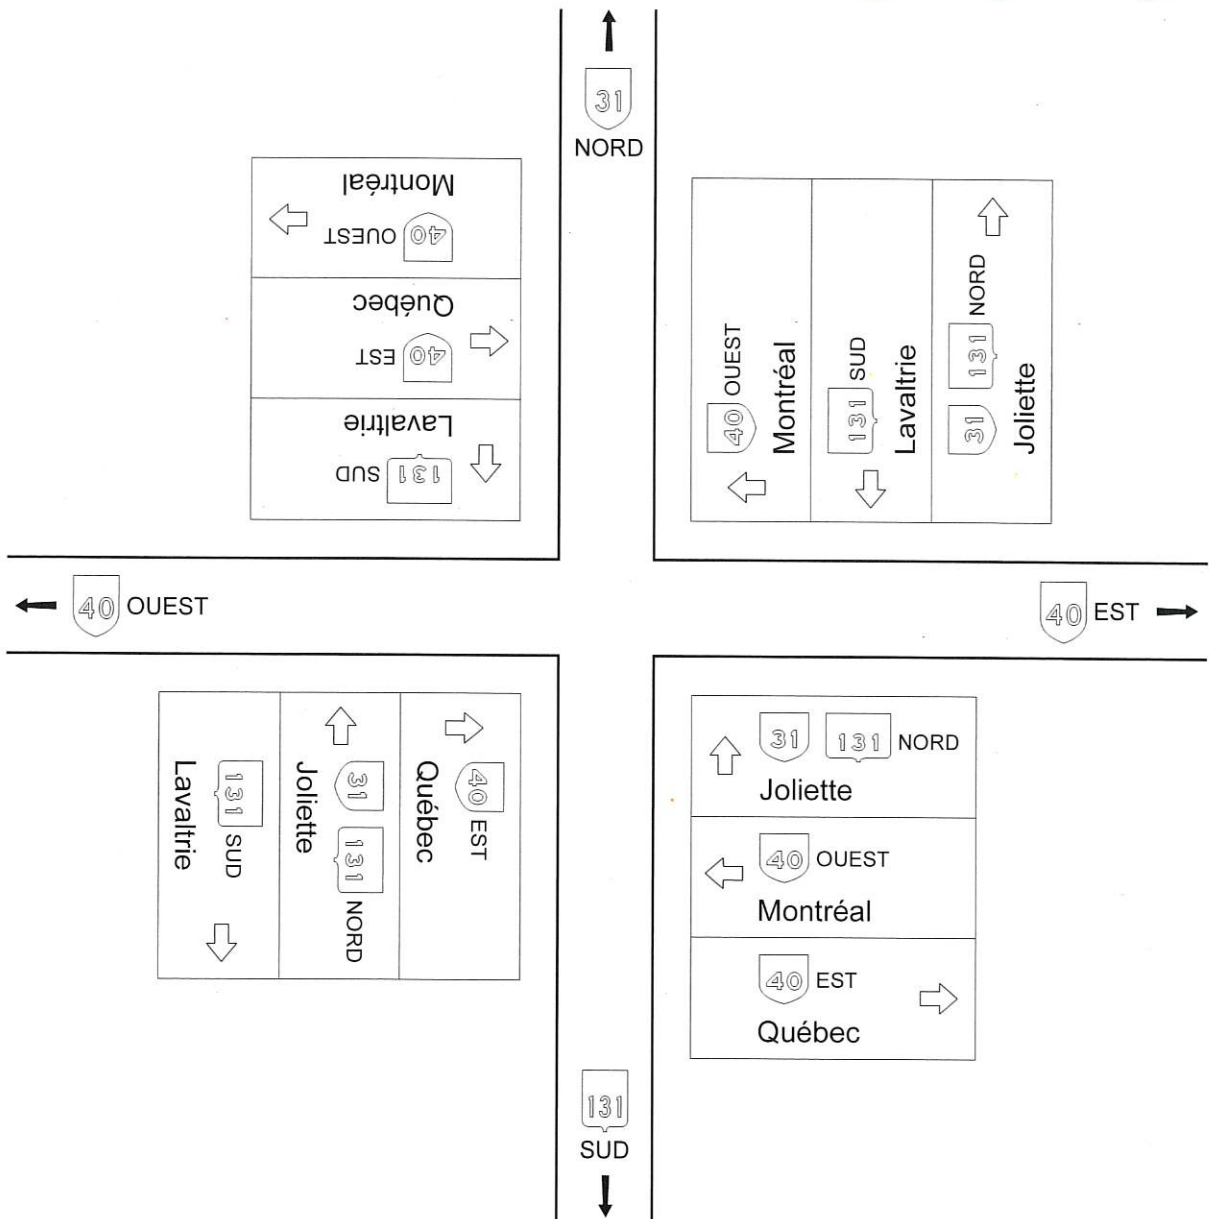 31
NORD
Montréal
40 OUEST
Québec
40 EST
Lavaltrie
131 SUD
40 OUEST
Montréal
131 SUD
Lavaltrie
31 131 NORD
Joliette
40 OUEST
40 EST
40 EST
Québec
31 131 NORD
Joliette
131 SUD
Lavaltrie
31 131 NORD
Joliette
40 OUEST
Montréal
40 EST
Québec
131
SUD